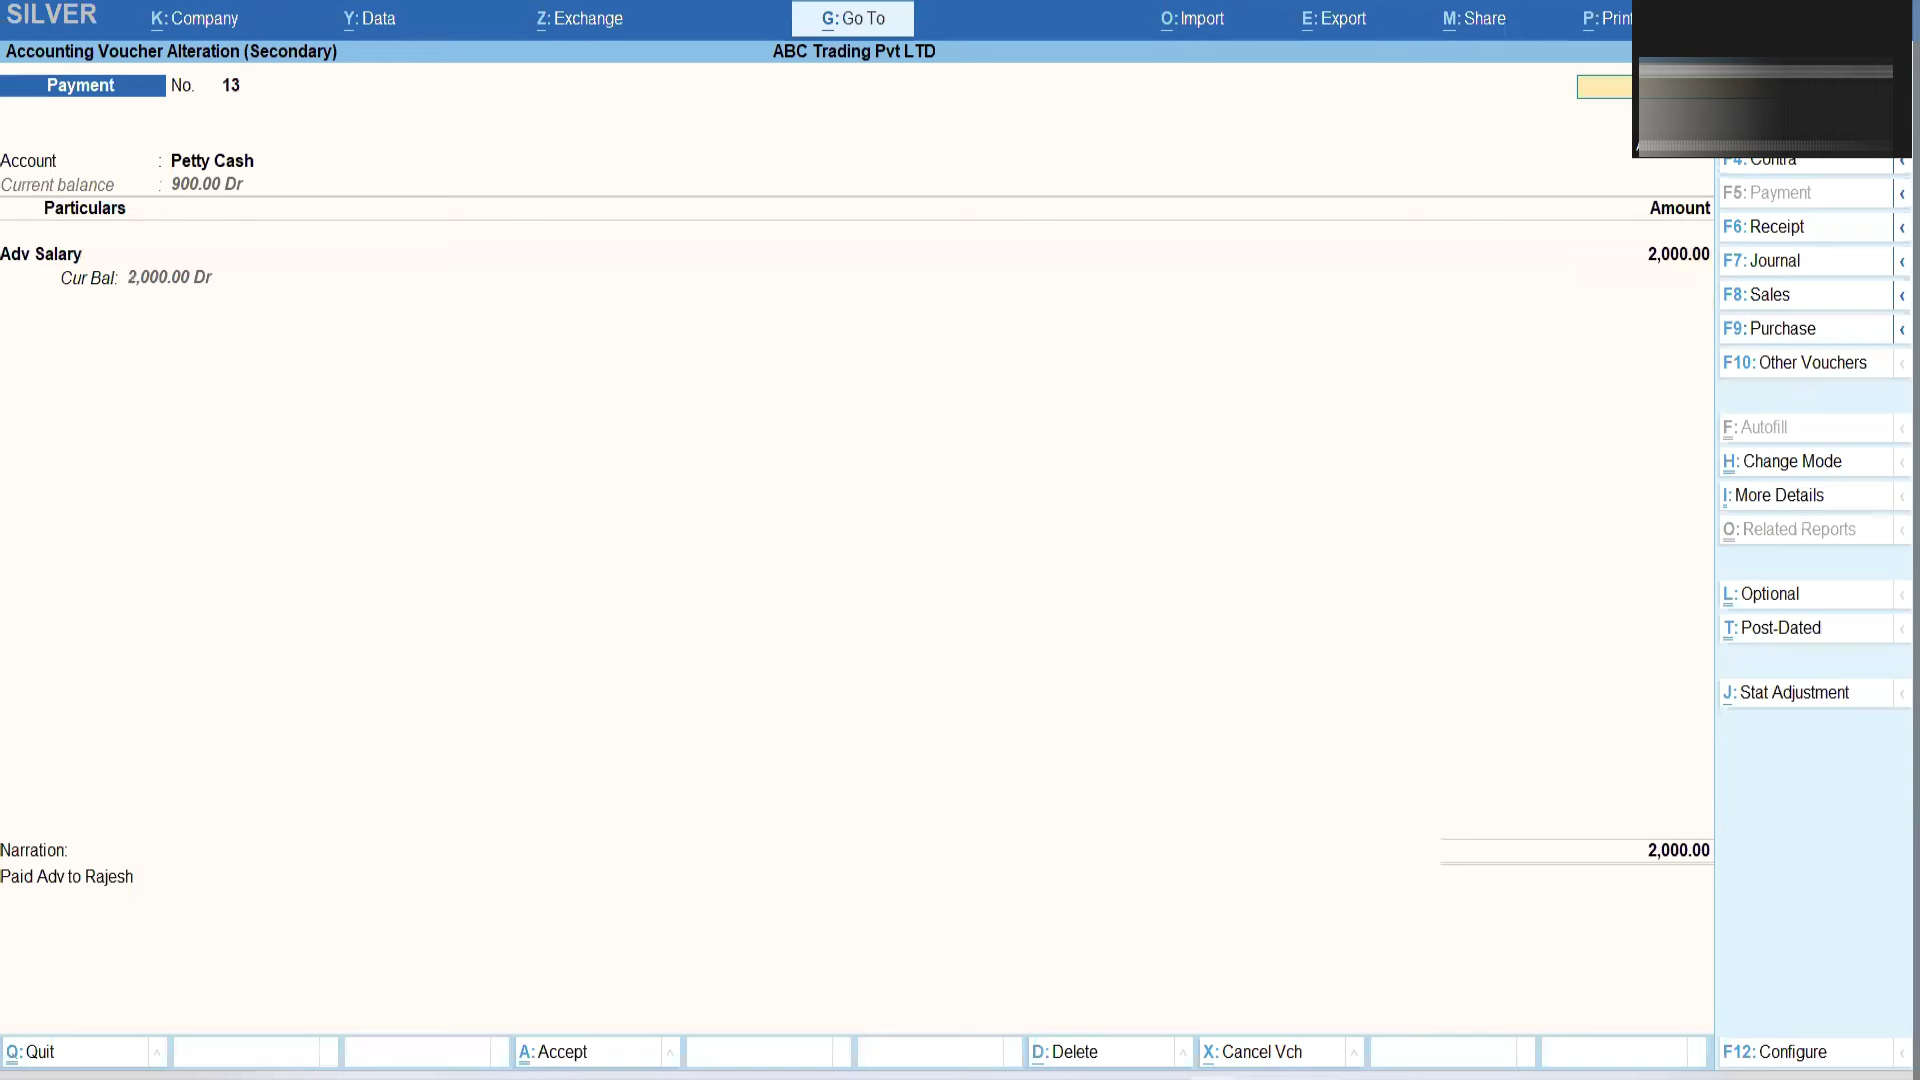 SILVER
K: Company
Y: Data
Z: Exchange
G: Go To
O: Import
E: Export
M: Share
Accounting Voucher Alteration (Secondary)
ABC Trading Pvt LTD
Payment No. 13
Account : Petty Cash
Current balance : 900.00 Dr
Particulars Amount
Adv Salary 2,000.00
Cur Bal: 2,000.00 Dr
Narration: 2,000.00
Paid Adv to Rajesh
F4: Contra
F5: Payment
F6: Receipt
F7: Journal
F8: Sales
F9: Purchase
F10: Other Vouchers
F: Autofill
H: Change Mode
I: More Details
O: Related Reports
L: Optional
T: Post-Dated
J: Stat Adjustment
Q: Quit
A: Accept
D: Delete
X: Cancel Vch
F12: Configure